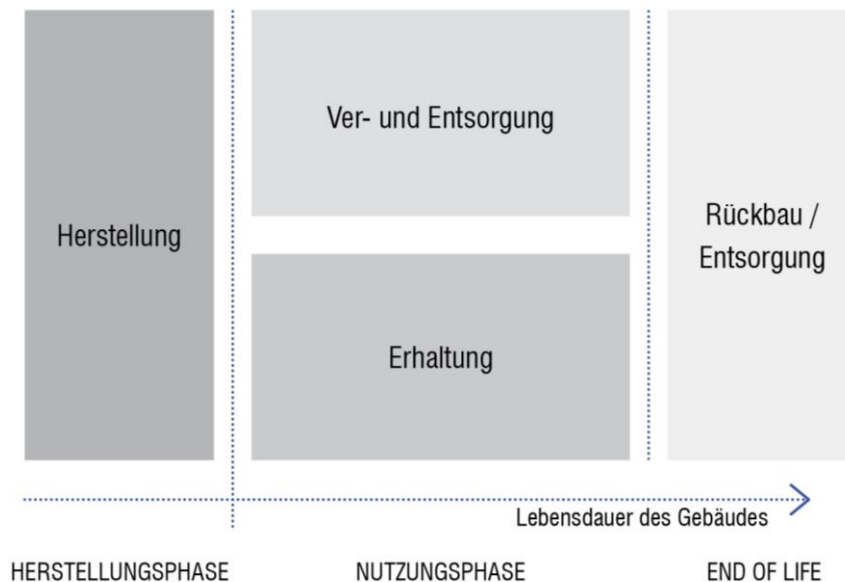 Herstellung
Ver- und Entsorgung
Erhaltung
Rückbau /
Entsorgung
Lebensdauer des Gebäudes
HERSTELLUNGSPHASE
NUTZUNGSPHASE
END OF LIFE